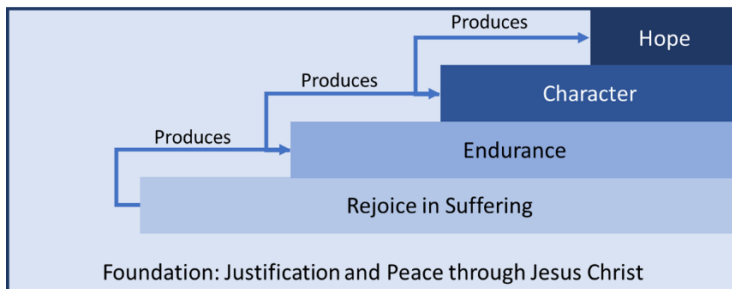 Produces
Hope
Produces
Character
Produces
Endurance
Rejoice in Suffering
Foundation: Justification and Peace through Jesus Christ